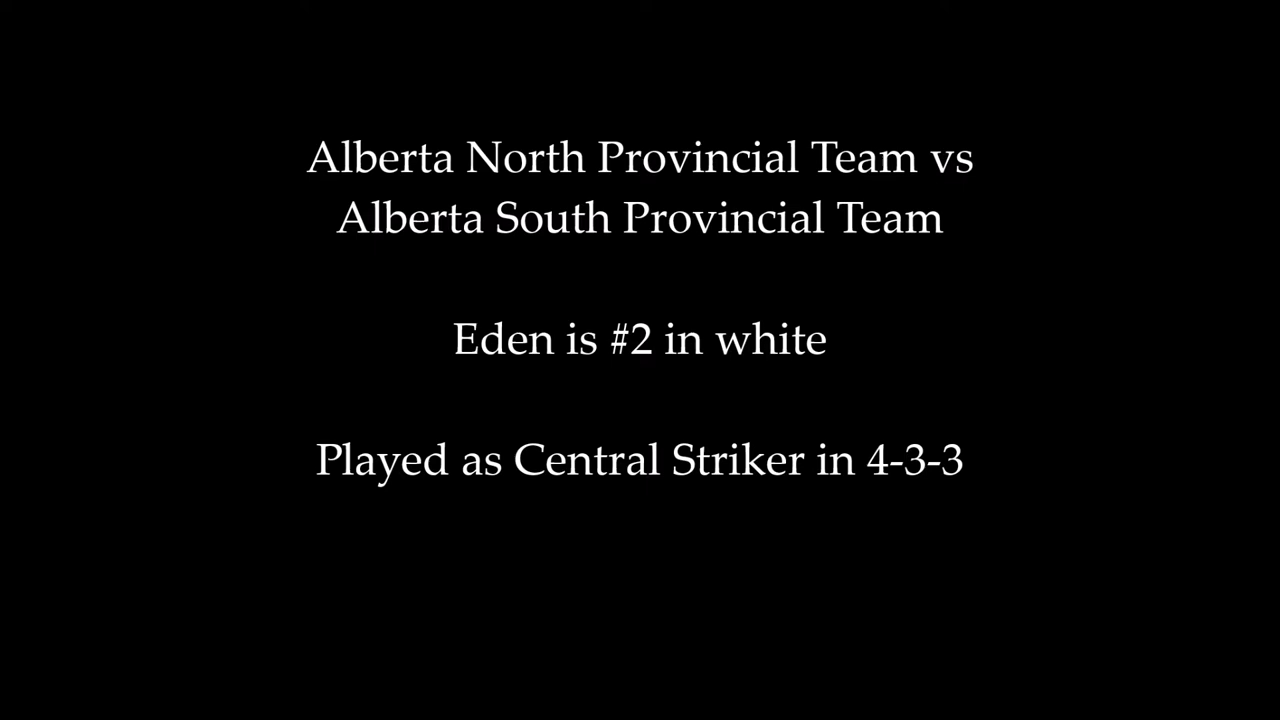 Alberta North Provincial Team vs
Alberta South Provincial Team
Eden is #2 in white
Played as Central Striker in 4-3-3